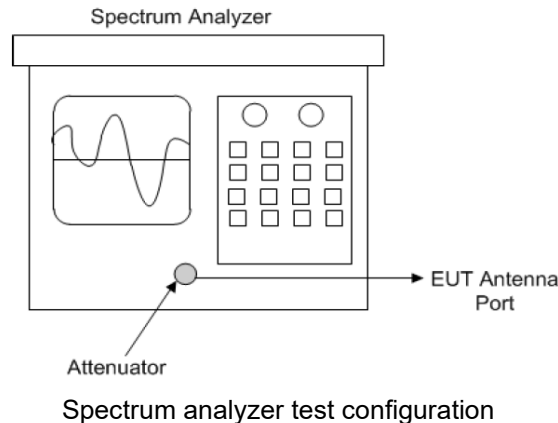 Spectrum Analyzer
EUT Antenna
Port
Attenuator
Spectrum analyzer test configuration